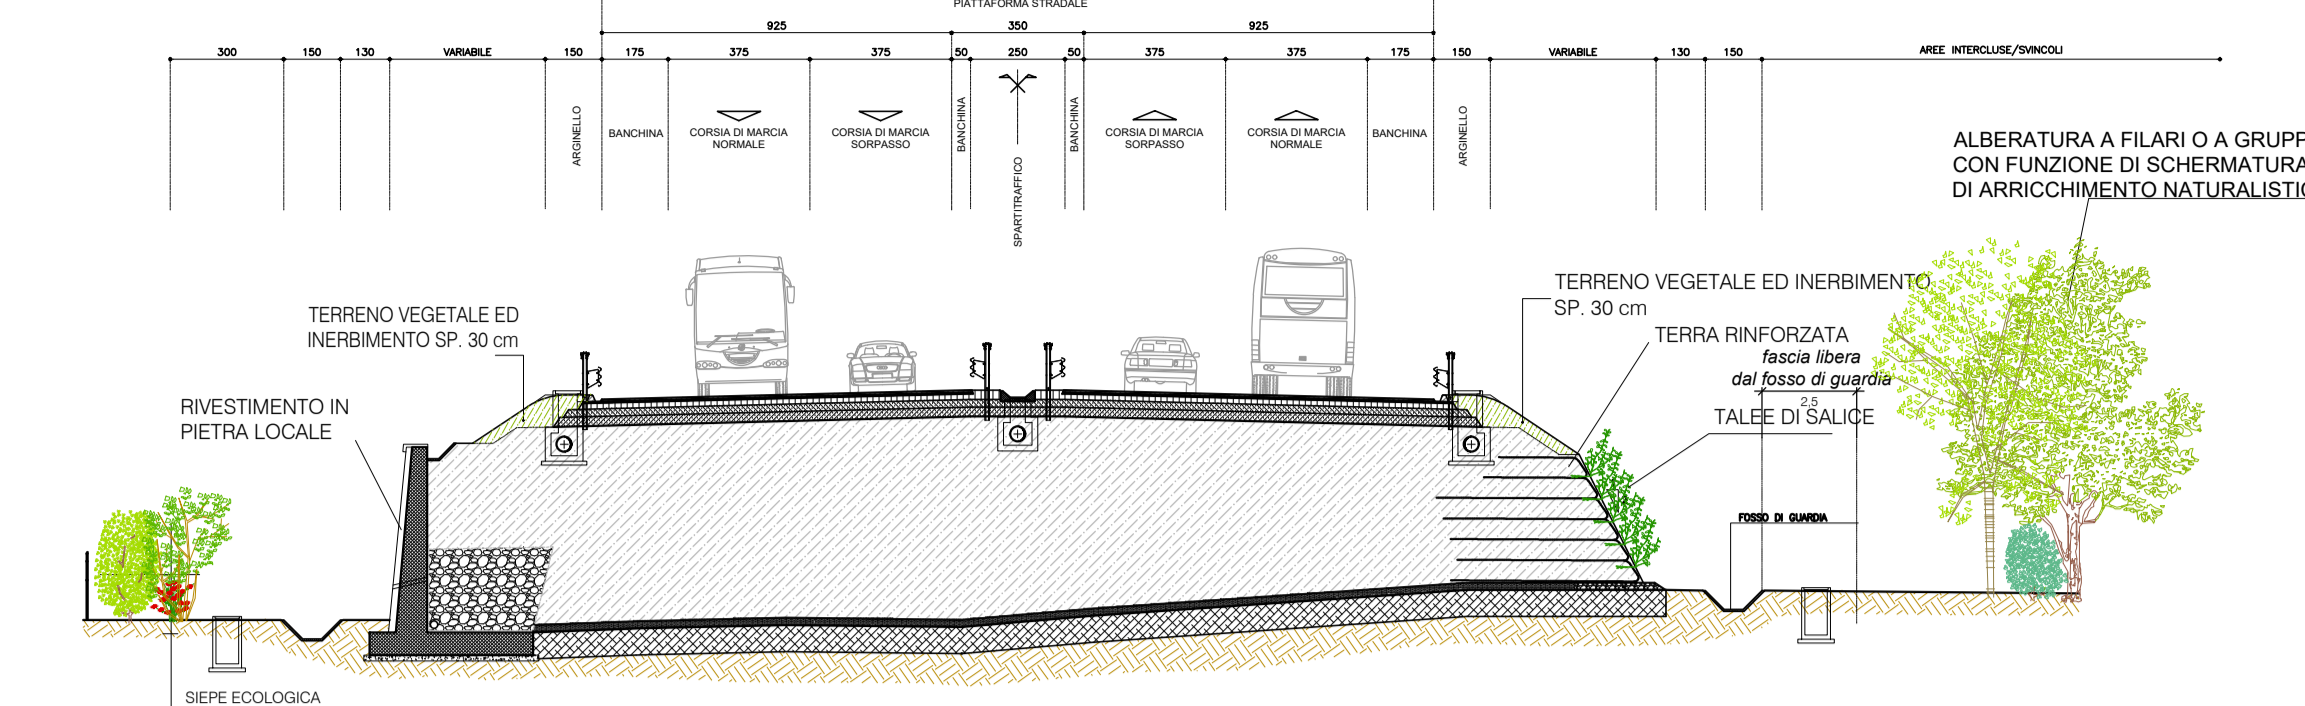 PIATTAFORMA STRADALE
925 350 925
300 150 130 VARIABILE 150 175 375 375 50 250 50 375 375 175 150 VARIABILE 130 150 AREE INTERCLUSE/SVINCOLI
ARGINELLO
BANCHINA
CORSIA DI MARCIA
NORMALE
CORSIA DI MARCIA
SORPASSO
BANCHINA
SPARTITRAFFICO
BANCHINA
CORSIA DI MARCIA
SORPASSO
CORSIA DI MARCIA
NORMALE
BANCHINA
ARGINELLO
ALBERATURA A FILARI O A GRUPP
CON FUNZIONE DI SCHERMATURA
DI ARRICCHIMENTO NATURALISTIC
TERRENO VEGETALE ED
INERBIMENTO SP. 30 cm
TERRENO VEGETALE ED INERBIMENTO
SP. 30 cm
TERRA RINFORZATA
fascia libera
dal fosso di guardia
2,5
TALEE DI SALICE
RIVESTIMENTO IN
PIETRA LOCALE
FOSSO DI GUARDIA
SIEPE ECOLOGICA